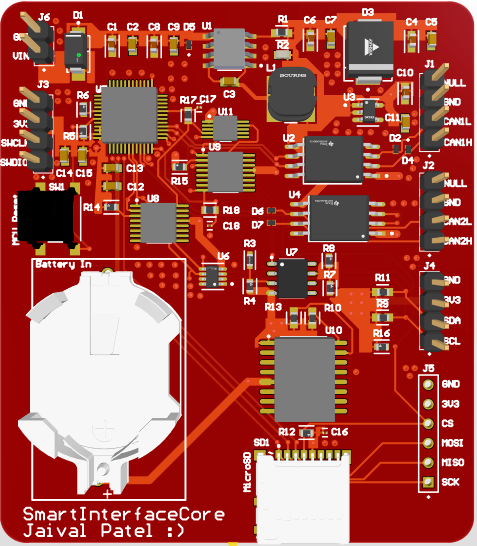 J6
D1
C1 C2 C8 C9 D5
U1
R1
C6 C7
D3
C4 C5
VIN
R2
J1
J3
C3
L1
BOURNS
C10
NULL
GND
R6
R17
C17
U3
GND
3V3
R5
U11
C11
CAN1L
SWCLK
U2
D2
CAN1H
SWDIO
U9
D4
C14 C15
C13
R15
J2
SW1
C12
U4
NULL
R14
U8
R18
D6
GND
C18
D7
CAN2L
CAN2H
Battery In
U6
R3
U7
R8
J4
R4
R7
R11
GND
3V3
R13
R10
R9
SDA
U10
R16
SCL
J5
GND
3V3
CS
R12
C16
MOSI
SD1
MISO
MicroSD
SCK
SmartInterfaceCore
Jaival Patel :)